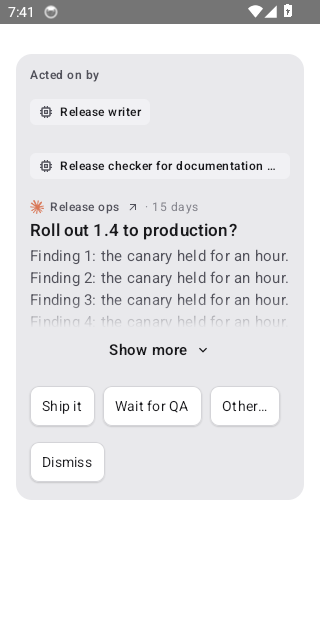 7:41
Acted on by
Release writer
Release checker for documentation ...
Release ops · 15 days
Roll out 1.4 to production?
Finding 1: the canary held for an hour.
Finding 2: the canary held for an hour.
Finding 3: the canary held for an hour.
Finding 4: the canary held for an hour.
Show more
Ship it
Wait for QA
Other...
Dismiss